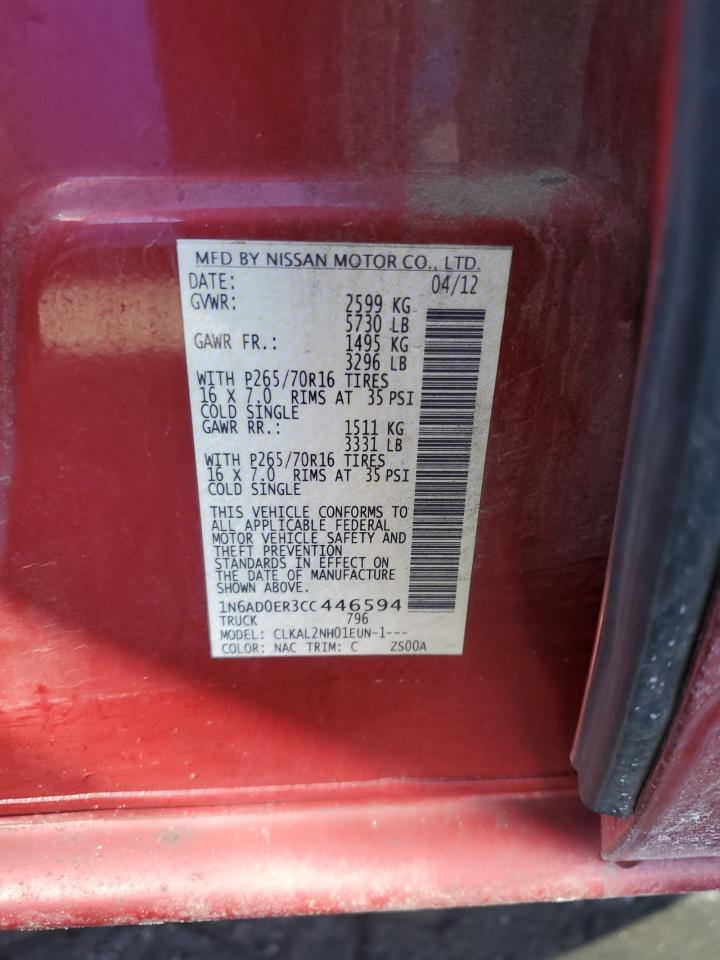 MFD BY NISSAN MOTOR CO., LTD.
DATE: 04/12
GVWR: 2599 KG
5730 LB
GAWR FR.: 1495 KG
3296 LB
WITH P265/70R16 TIRES
16 X 7.0 RIMS AT 35 PSI
COLD SINGLE
GAWR RR.: 1511 KG
3331 LB
WITH P265/70R16 TIRES
16 X 7.0 RIMS AT 35 PSI
COLD SINGLE
THIS VEHICLE CONFORMS TO
ALL APPLICABLE FEDERAL
MOTOR VEHICLE SAFETY AND
THEFT PREVENTION
STANDARDS IN EFFECT ON
THE DATE OF MANUFACTURE
SHOWN ABOVE.
1N6AD0ER3CC446594
TRUCK 796
MODEL: CLKAL2NH01EUN-1---
COLOR: NAC TRIM: C ZS00A